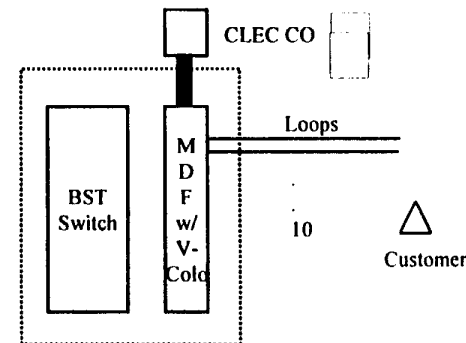 CLEC CO
Loops
M
D
F
w/
V-
Colo
BST
Switch
10
Customer